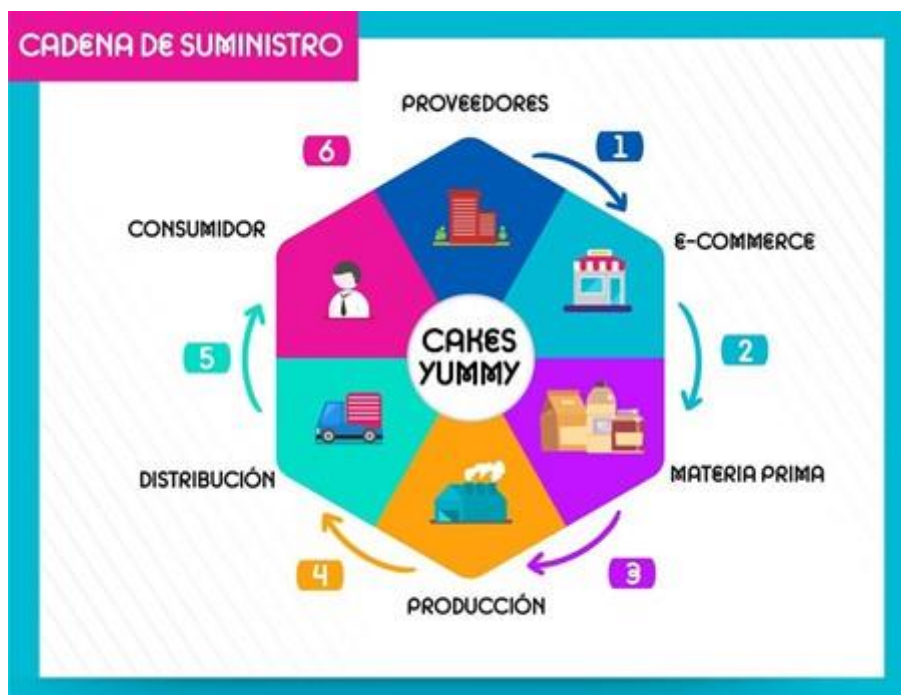 CADENA DE SUMINISTRO
PROVEEDORES
1
E-COMMERCE
2
MATERIA PRIMA
3
PRODUCCIÓN
4
DISTRIBUCIÓN
5
CONSUMIDOR
6
CAKES
YUMMY